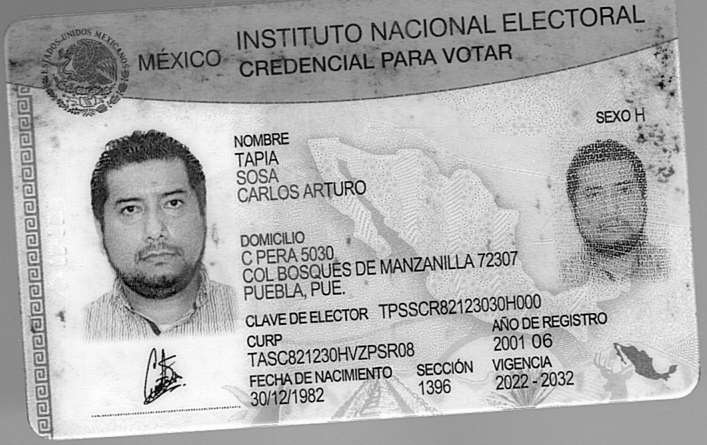 ESTADOS UNIDOS MEXICANOS
MÉXICO
INSTITUTO NACIONAL ELECTORAL
CREDENCIAL PARA VOTAR
SEXO H
NOMBRE
TAPIA
SOSA
CARLOS ARTURO
DOMICILIO
C PERA 5030
COL BOSQUES DE MANZANILLA 72307
PUEBLA, PUE.
CLAVE DE ELECTOR TPSSCR82123030H000
CURP
TASC821230HVZPSR08
AÑO DE REGISTRO
2001 06
FECHA DE NACIMIENTO
30/12/1982
SECCIÓN
1396
VIGENCIA
2022 - 2032